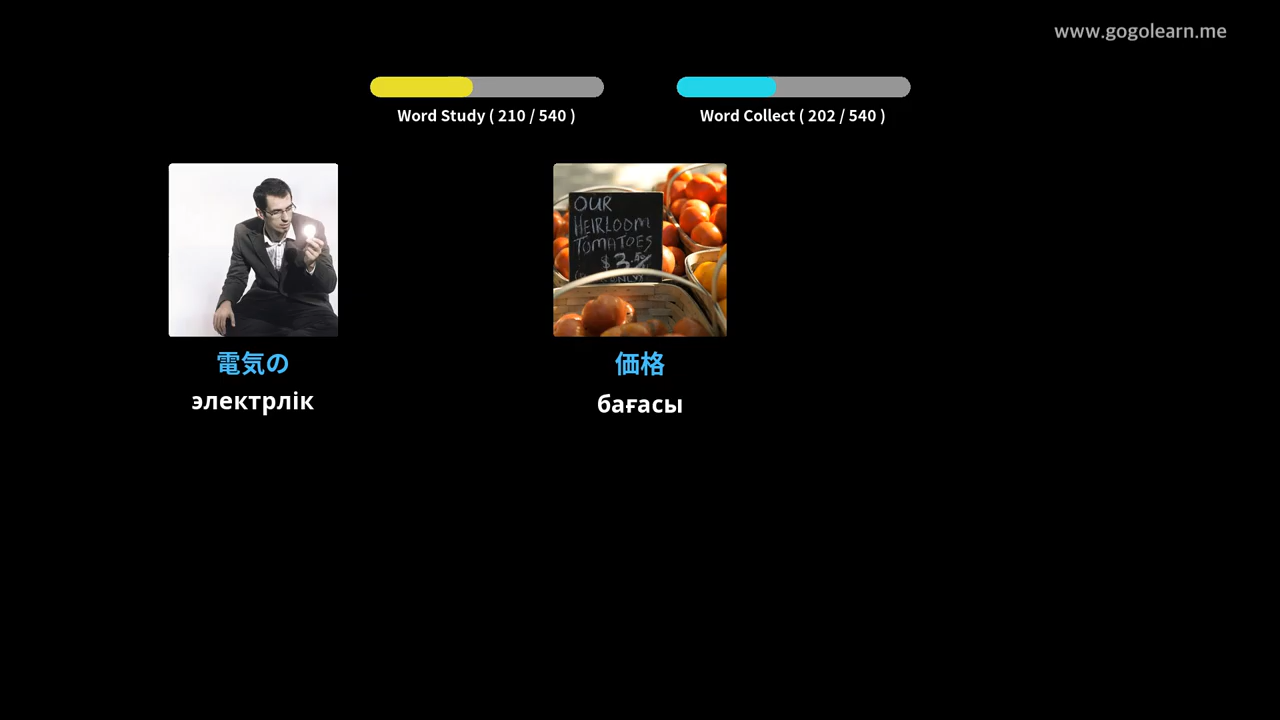 www.gogolearn.me
Word Study ( 210 / 540 )
Word Collect ( 202 / 540 )
OUR
HEIRLOOM
TOMATOES
電気の
электрлік
価格
бағасы